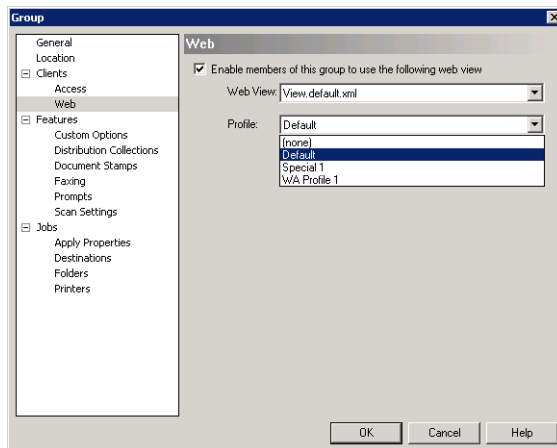 Group
General
Location
Clients
Access
Web
Features
Custom Options
Distribution Collections
Document Stamps
Faxing
Prompts
Scan Settings
Jobs
Apply Properties
Destinations
Folders
Printers
Web
Enable members of this group to use the following web view
Web View: View.default.xml
Profile: Default
(none)
Default
Special 1
WA Profile 1
OK Cancel Help